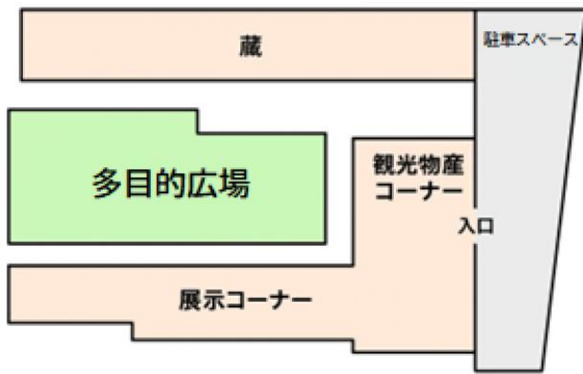 蔵
駐車スペース
多目的広場
観光物産
コーナー
入口
展示コーナー